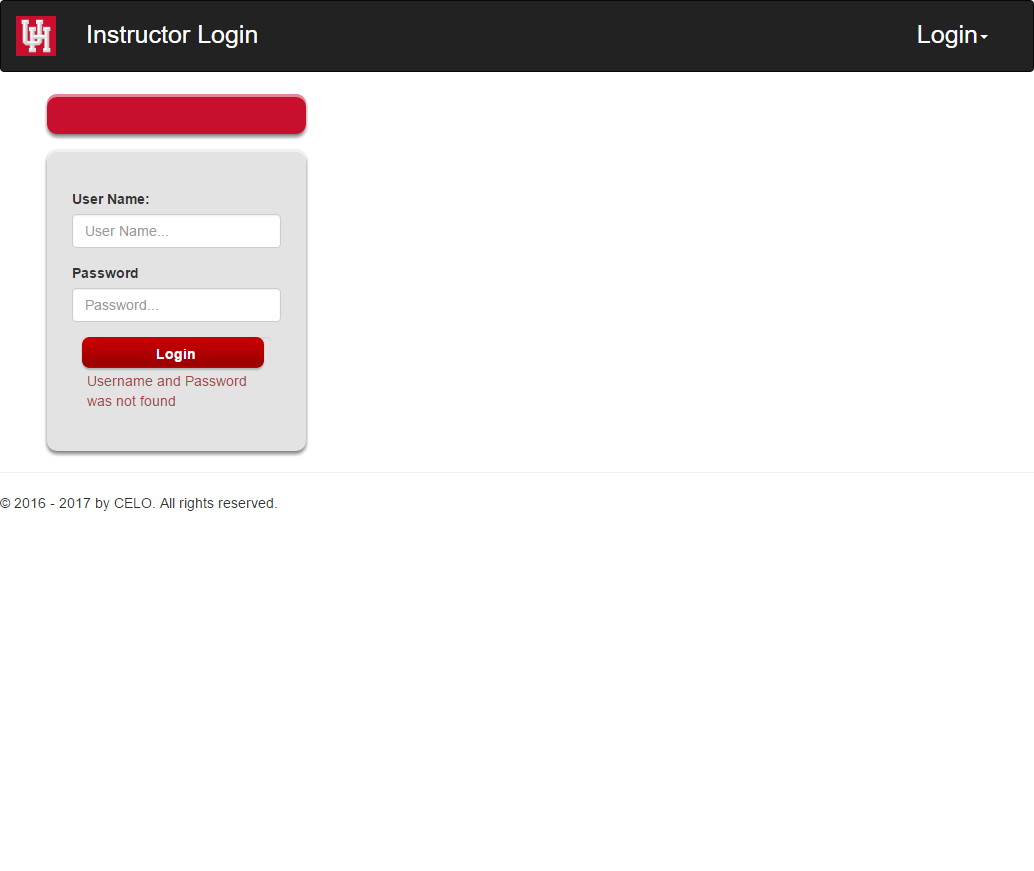 UH
Instructor Login
Login
User Name:
User Name...
Password
Password...
Login
Username and Password
was not found
© 2016 - 2017 by CELO. All rights reserved.